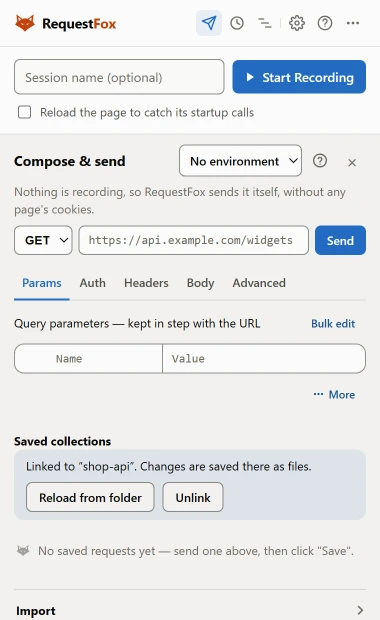 RequestFox
Session name (optional)
Start Recording
Reload the page to catch its startup calls
Compose & send
No environment
Nothing is recording, so RequestFox sends it itself, without any
page's cookies.
GET
https://api.example.com/widgets
Send
Params
Auth
Headers
Body
Advanced
Query parameters — kept in step with the URL
Bulk edit
Name
Value
··· More
Saved collections
Linked to “shop-api”. Changes are saved there as files.
Reload from folder
Unlink
No saved requests yet — send one above, then click "Save".
Import